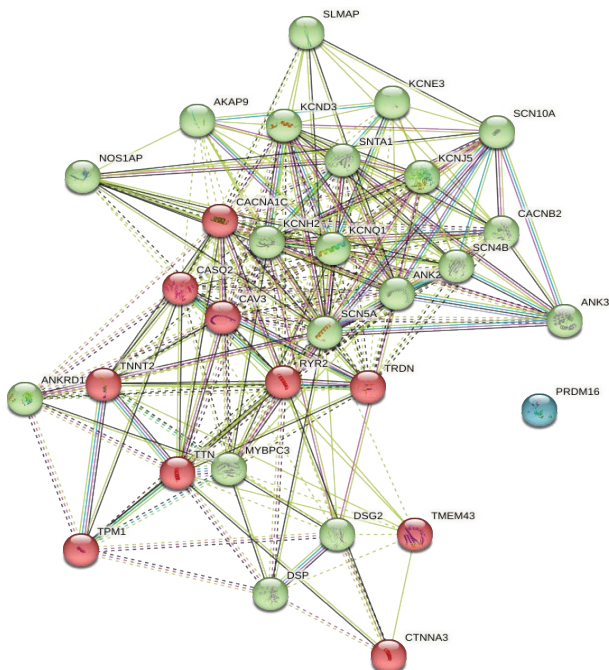 SLMAP
KCNE3
AKAP9
KCND3
SCN10A
SNTA1
NOS1AP
KCNJ5
CACNA1C
CACNB2
KCNH2
KCNQ1
SCN4B
CASQ2
ANK2
CAV3
ANK3
SCN5A
TNNT2
RYR2
TRDN
ANKRD1
PRDM16
TTN
MYBPC3
DSG2
TMEM43
TPM1
DSP
CTNNA3